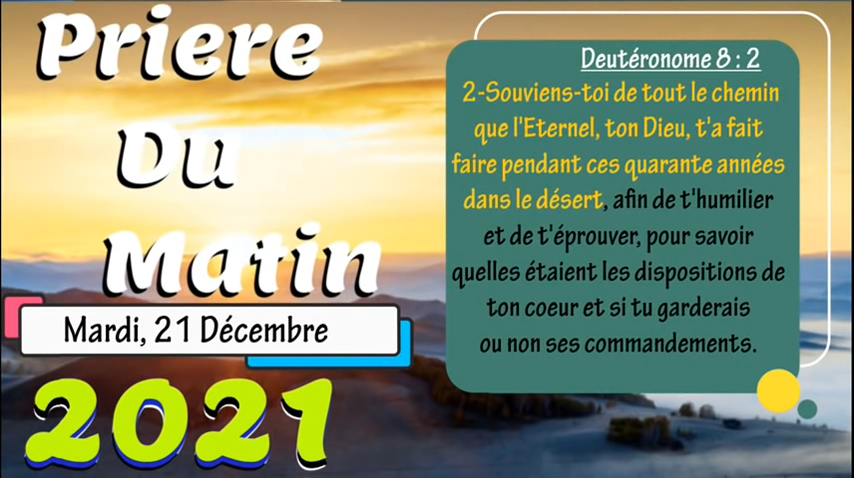 Priere
Du
Matin
Mardi, 21 Décembre
2021
Deutéronome 8 : 2
2-Souviens-toi de tout le chemin
que l'Eternel, ton Dieu, t'a fait
faire pendant ces quarante années
dans le désert, afin de t'humilier
et de t'éprouver, pour savoir
quelles étaient les dispositions de
ton coeur et si tu garderais
ou non ses commandements.